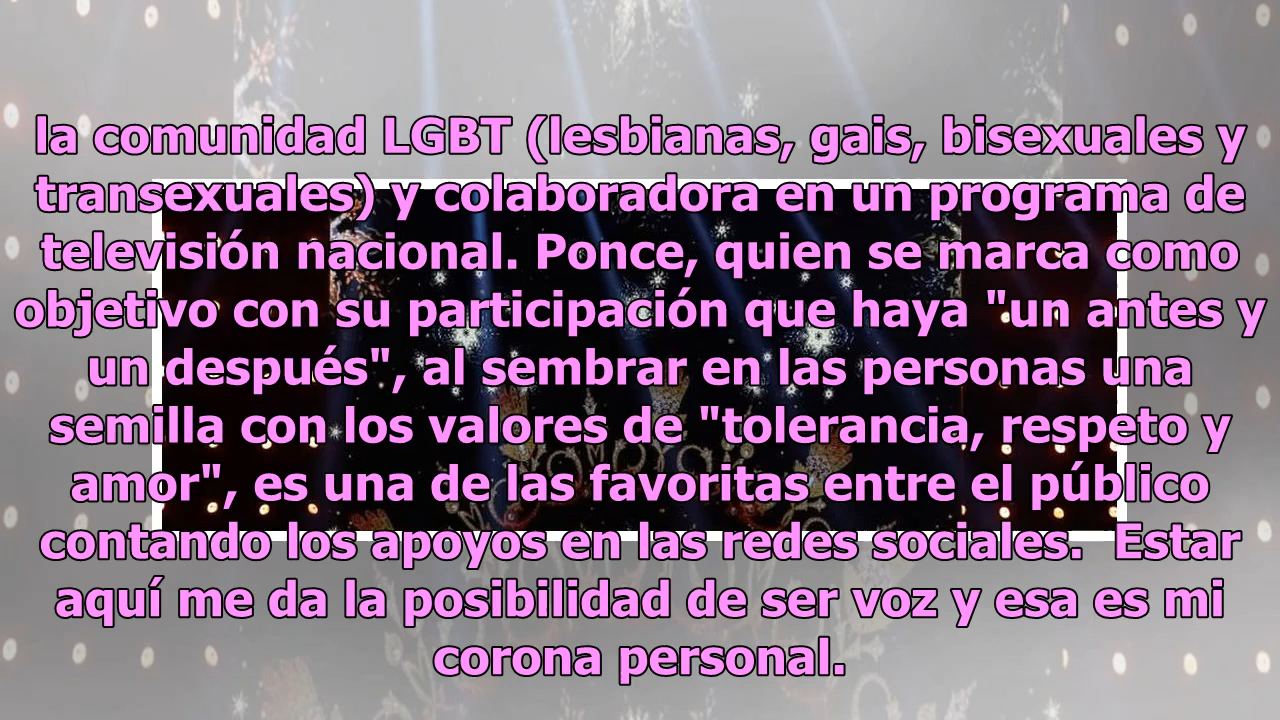 la comunidad LGBT (lesbianas, gais, bisexuales y
transexuales) y colaboradora en un programa de
televisión nacional. Ponce, quien se marca como
objetivo con su participación que haya "un antes y
un después", al sembrar en las personas una
semilla con los valores de "tolerancia, respeto y
amor", es una de las favoritas entre el público
contando los apoyos en las redes sociales.  Estar
aquí me da la posibilidad de ser voz y esa es mi
corona personal.